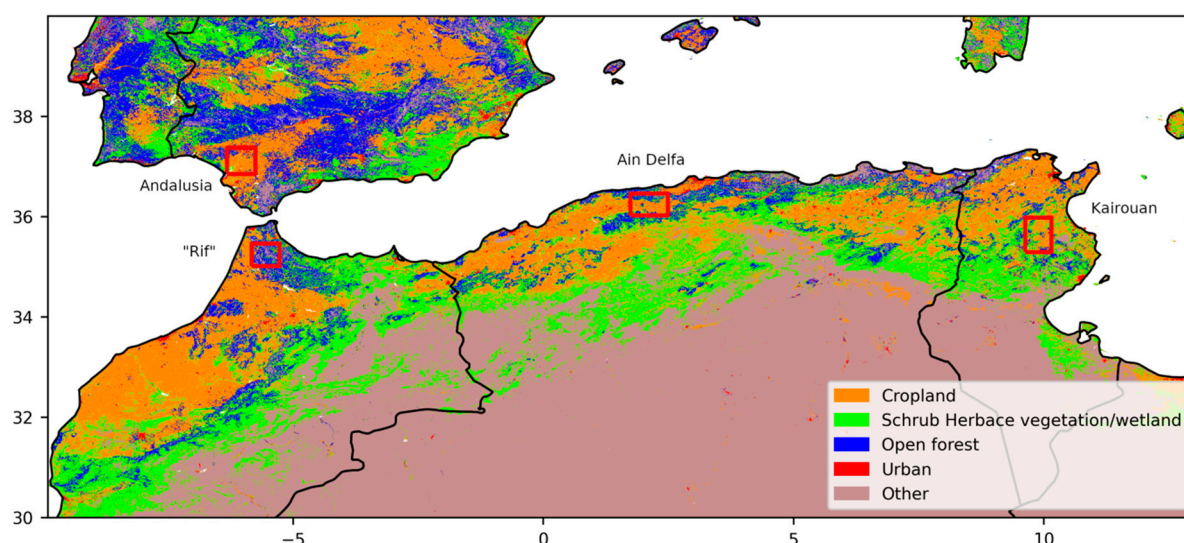 38
36
34
32
30
Andalusia
"Rif"
Ain Delfa
Kairouan
Cropland
Schrub Herbace vegetation/wetland
Open forest
Urban
Other
−5
0
5
10